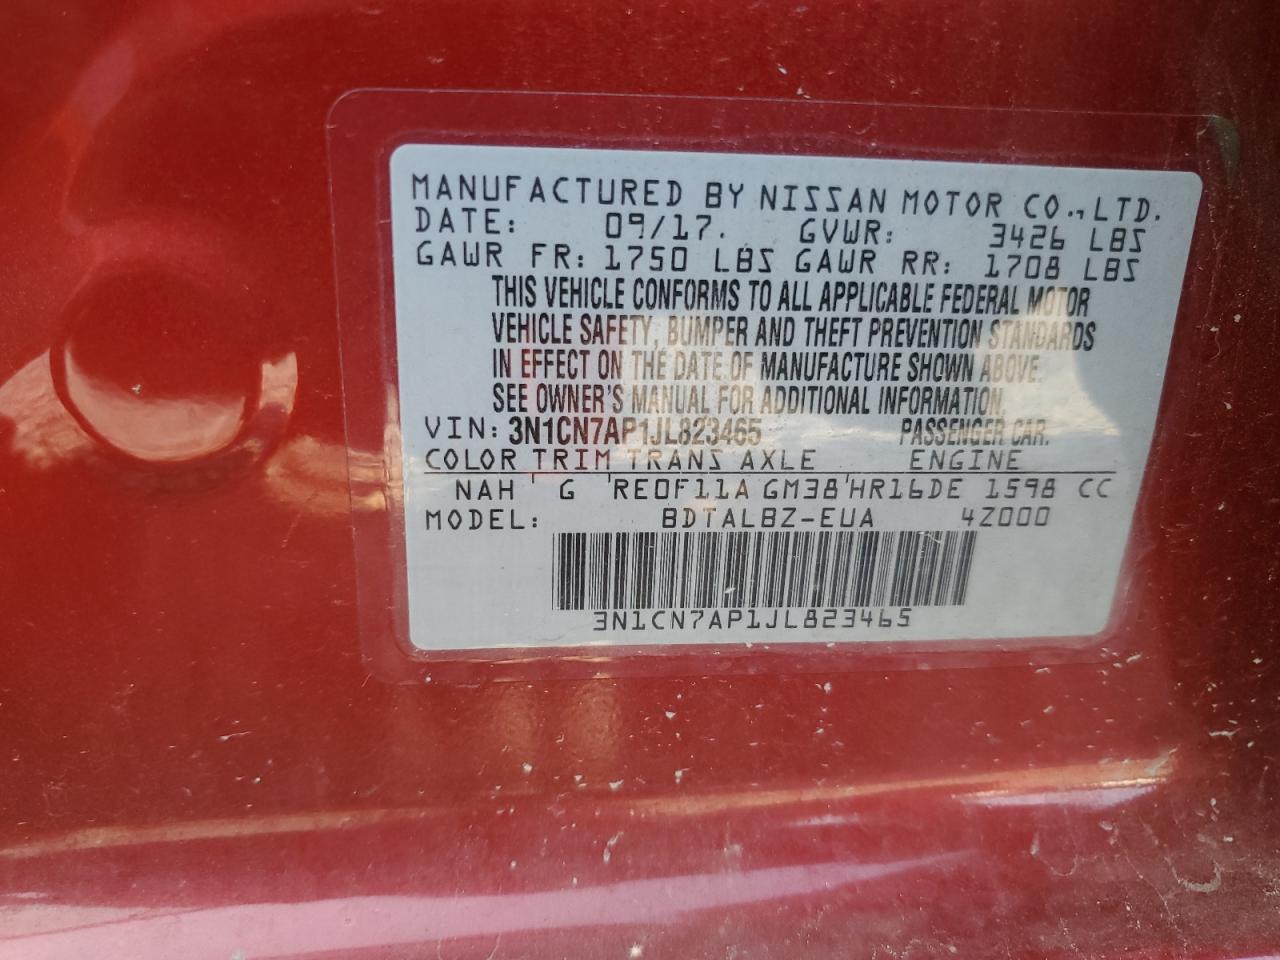 MANUFACTURED BY NISSAN MOTOR CO., LTD.
DATE: 09/17. GVWR: 3426 LBS
GAWR FR: 1750 LBS GAWR RR: 1708 LBS
THIS VEHICLE CONFORMS TO ALL APPLICABLE FEDERAL MOTOR
VEHICLE SAFETY, BUMPER AND THEFT PREVENTION STANDARDS
IN EFFECT ON THE DATE OF MANUFACTURE SHOWN ABOVE.
SEE OWNER'S MANUAL FOR ADDITIONAL INFORMATION.
VIN: 3N1CN7AP1JL823465 PASSENGER CAR.
COLOR TRIM TRANS AXLE ENGINE
NAH G RE0F11A GM38 HR16DE 1598 CC
MODEL: BDTALBZ-EUA 4Z000
3N1CN7AP1JL823465